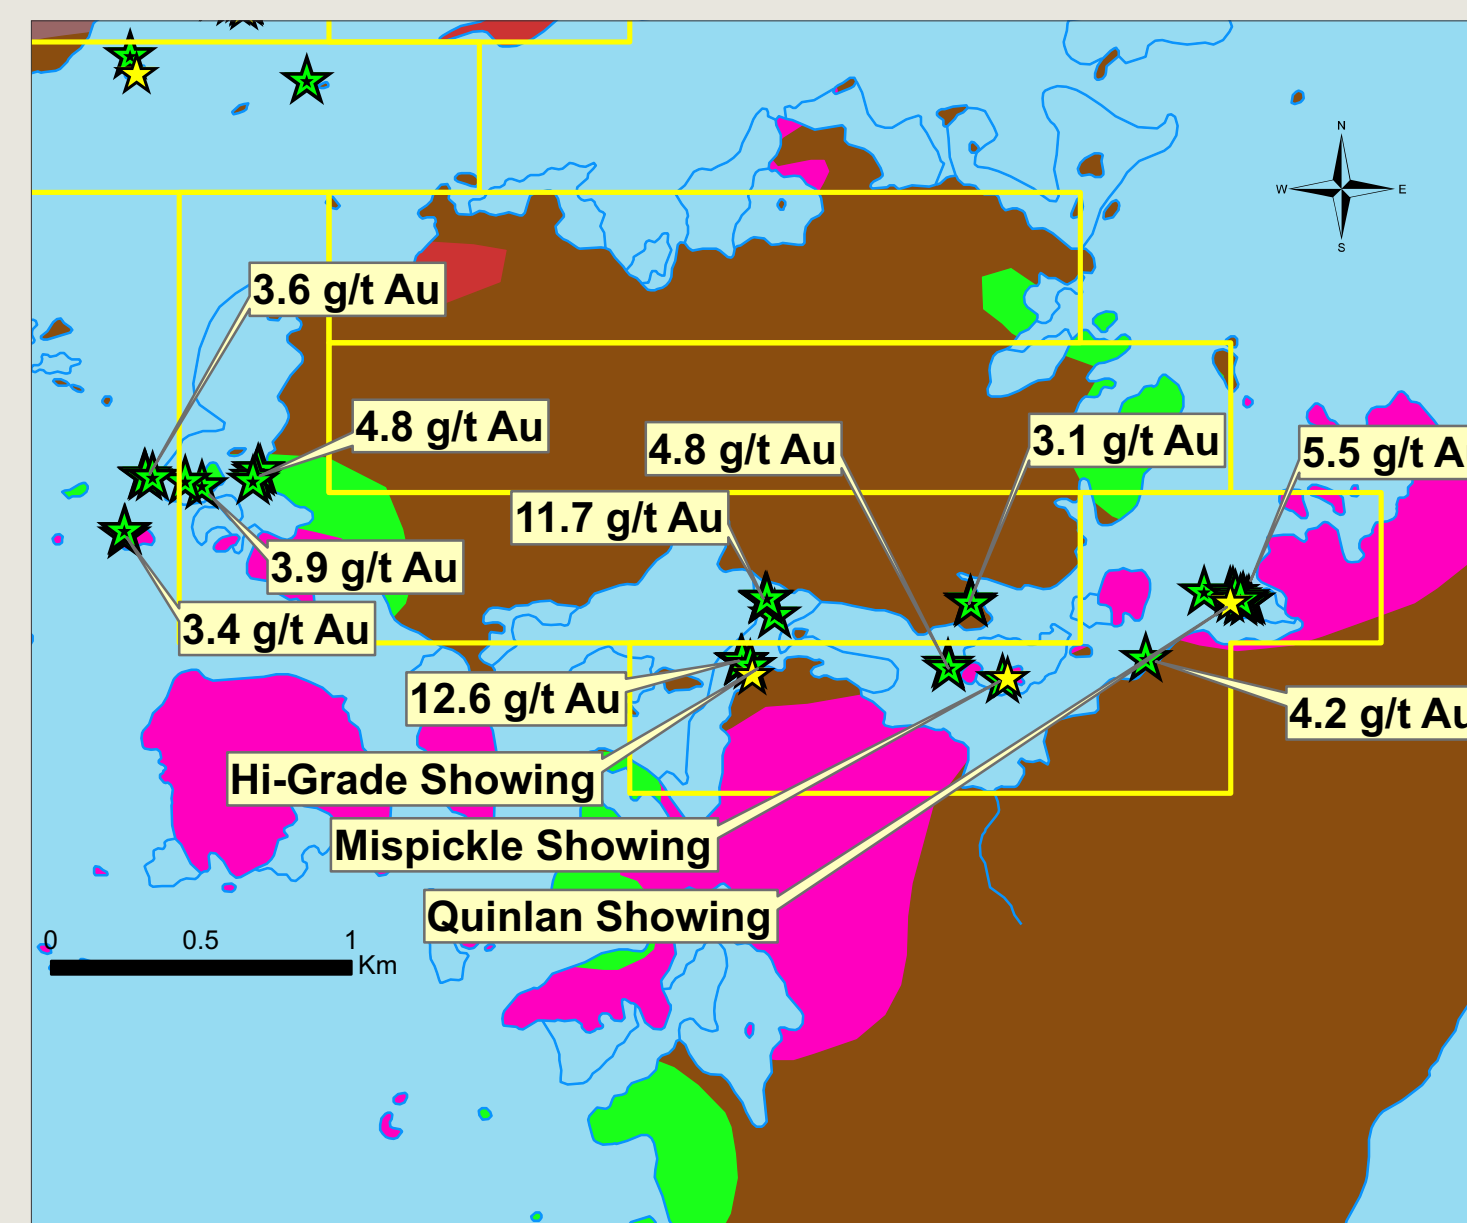 N
W E
S
3.6 g/t Au
4.8 g/t Au
4.8 g/t Au
3.1 g/t Au
5.5 g/t A
11.7 g/t Au
3.9 g/t Au
3.4 g/t Au
12.6 g/t Au
4.2 g/t Au
Hi-Grade Showing
Mispickle Showing
Quinlan Showing
0 0.5 1
Km